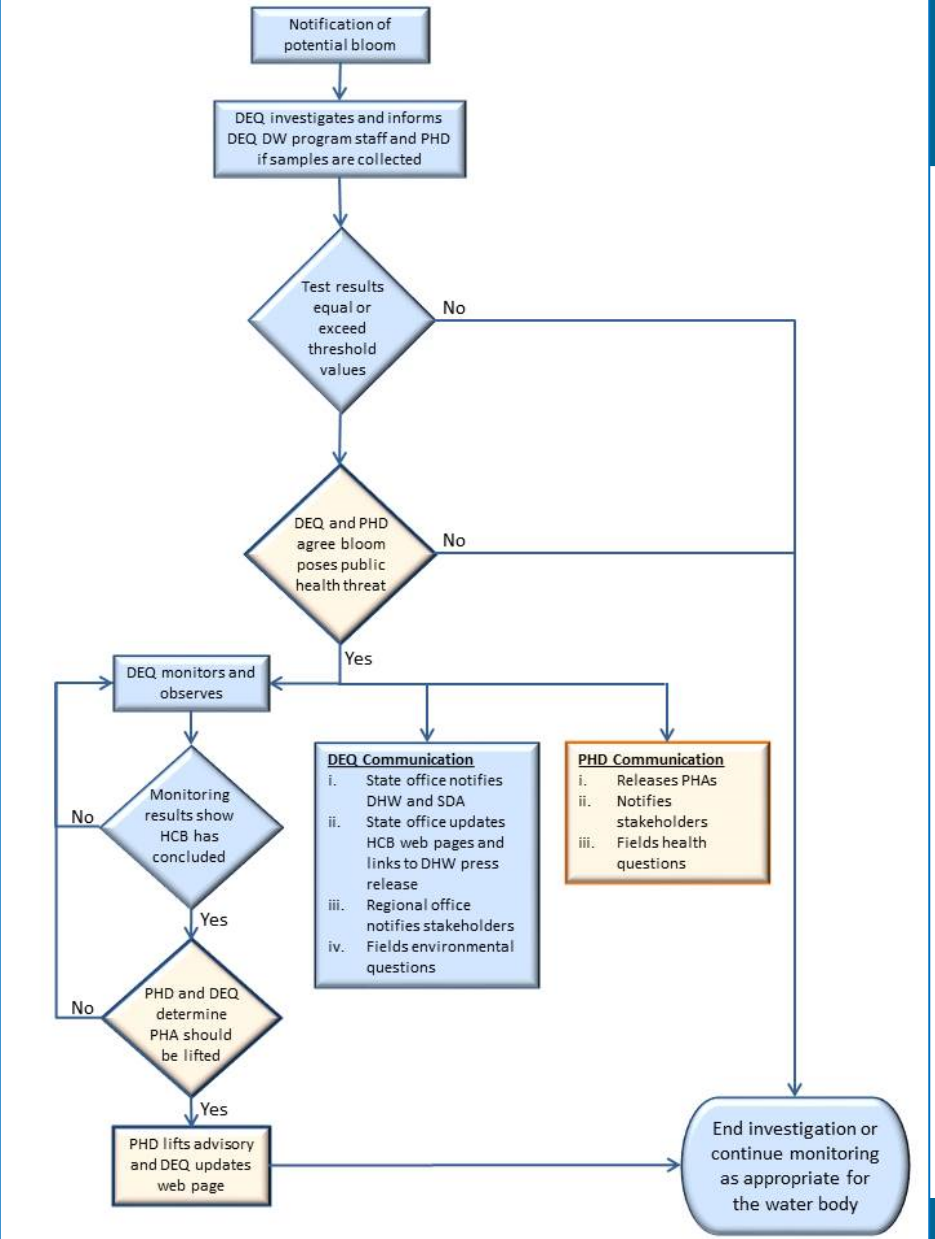 Notification of
potential bloom
DEQ investigates and informs
DEQ DW program staff and PHD
if samples are collected
Test results
equal or
exceed
threshold
values
No
DEQ and PHD
agree bloom
poses public
health threat
No
Yes
DEQ monitors and
observes
Monitoring
results show
HCB has
concluded
No
Yes
PHD and DEQ
determine
PHA should
be lifted
No
Yes
PHD lifts advisory
and DEQ updates
web page
DEQ Communication
i. State office notifies
DHW and SDA
ii. State office updates
HCB web pages and
links to DHW press
release
iii. Regional office
notifies stakeholders
iv. Fields environmental
questions
PHD Communication
i. Releases PHAs
ii. Notifies
stakeholders
iii. Fields health
questions
End investigation or
continue monitoring
as appropriate for
the water body